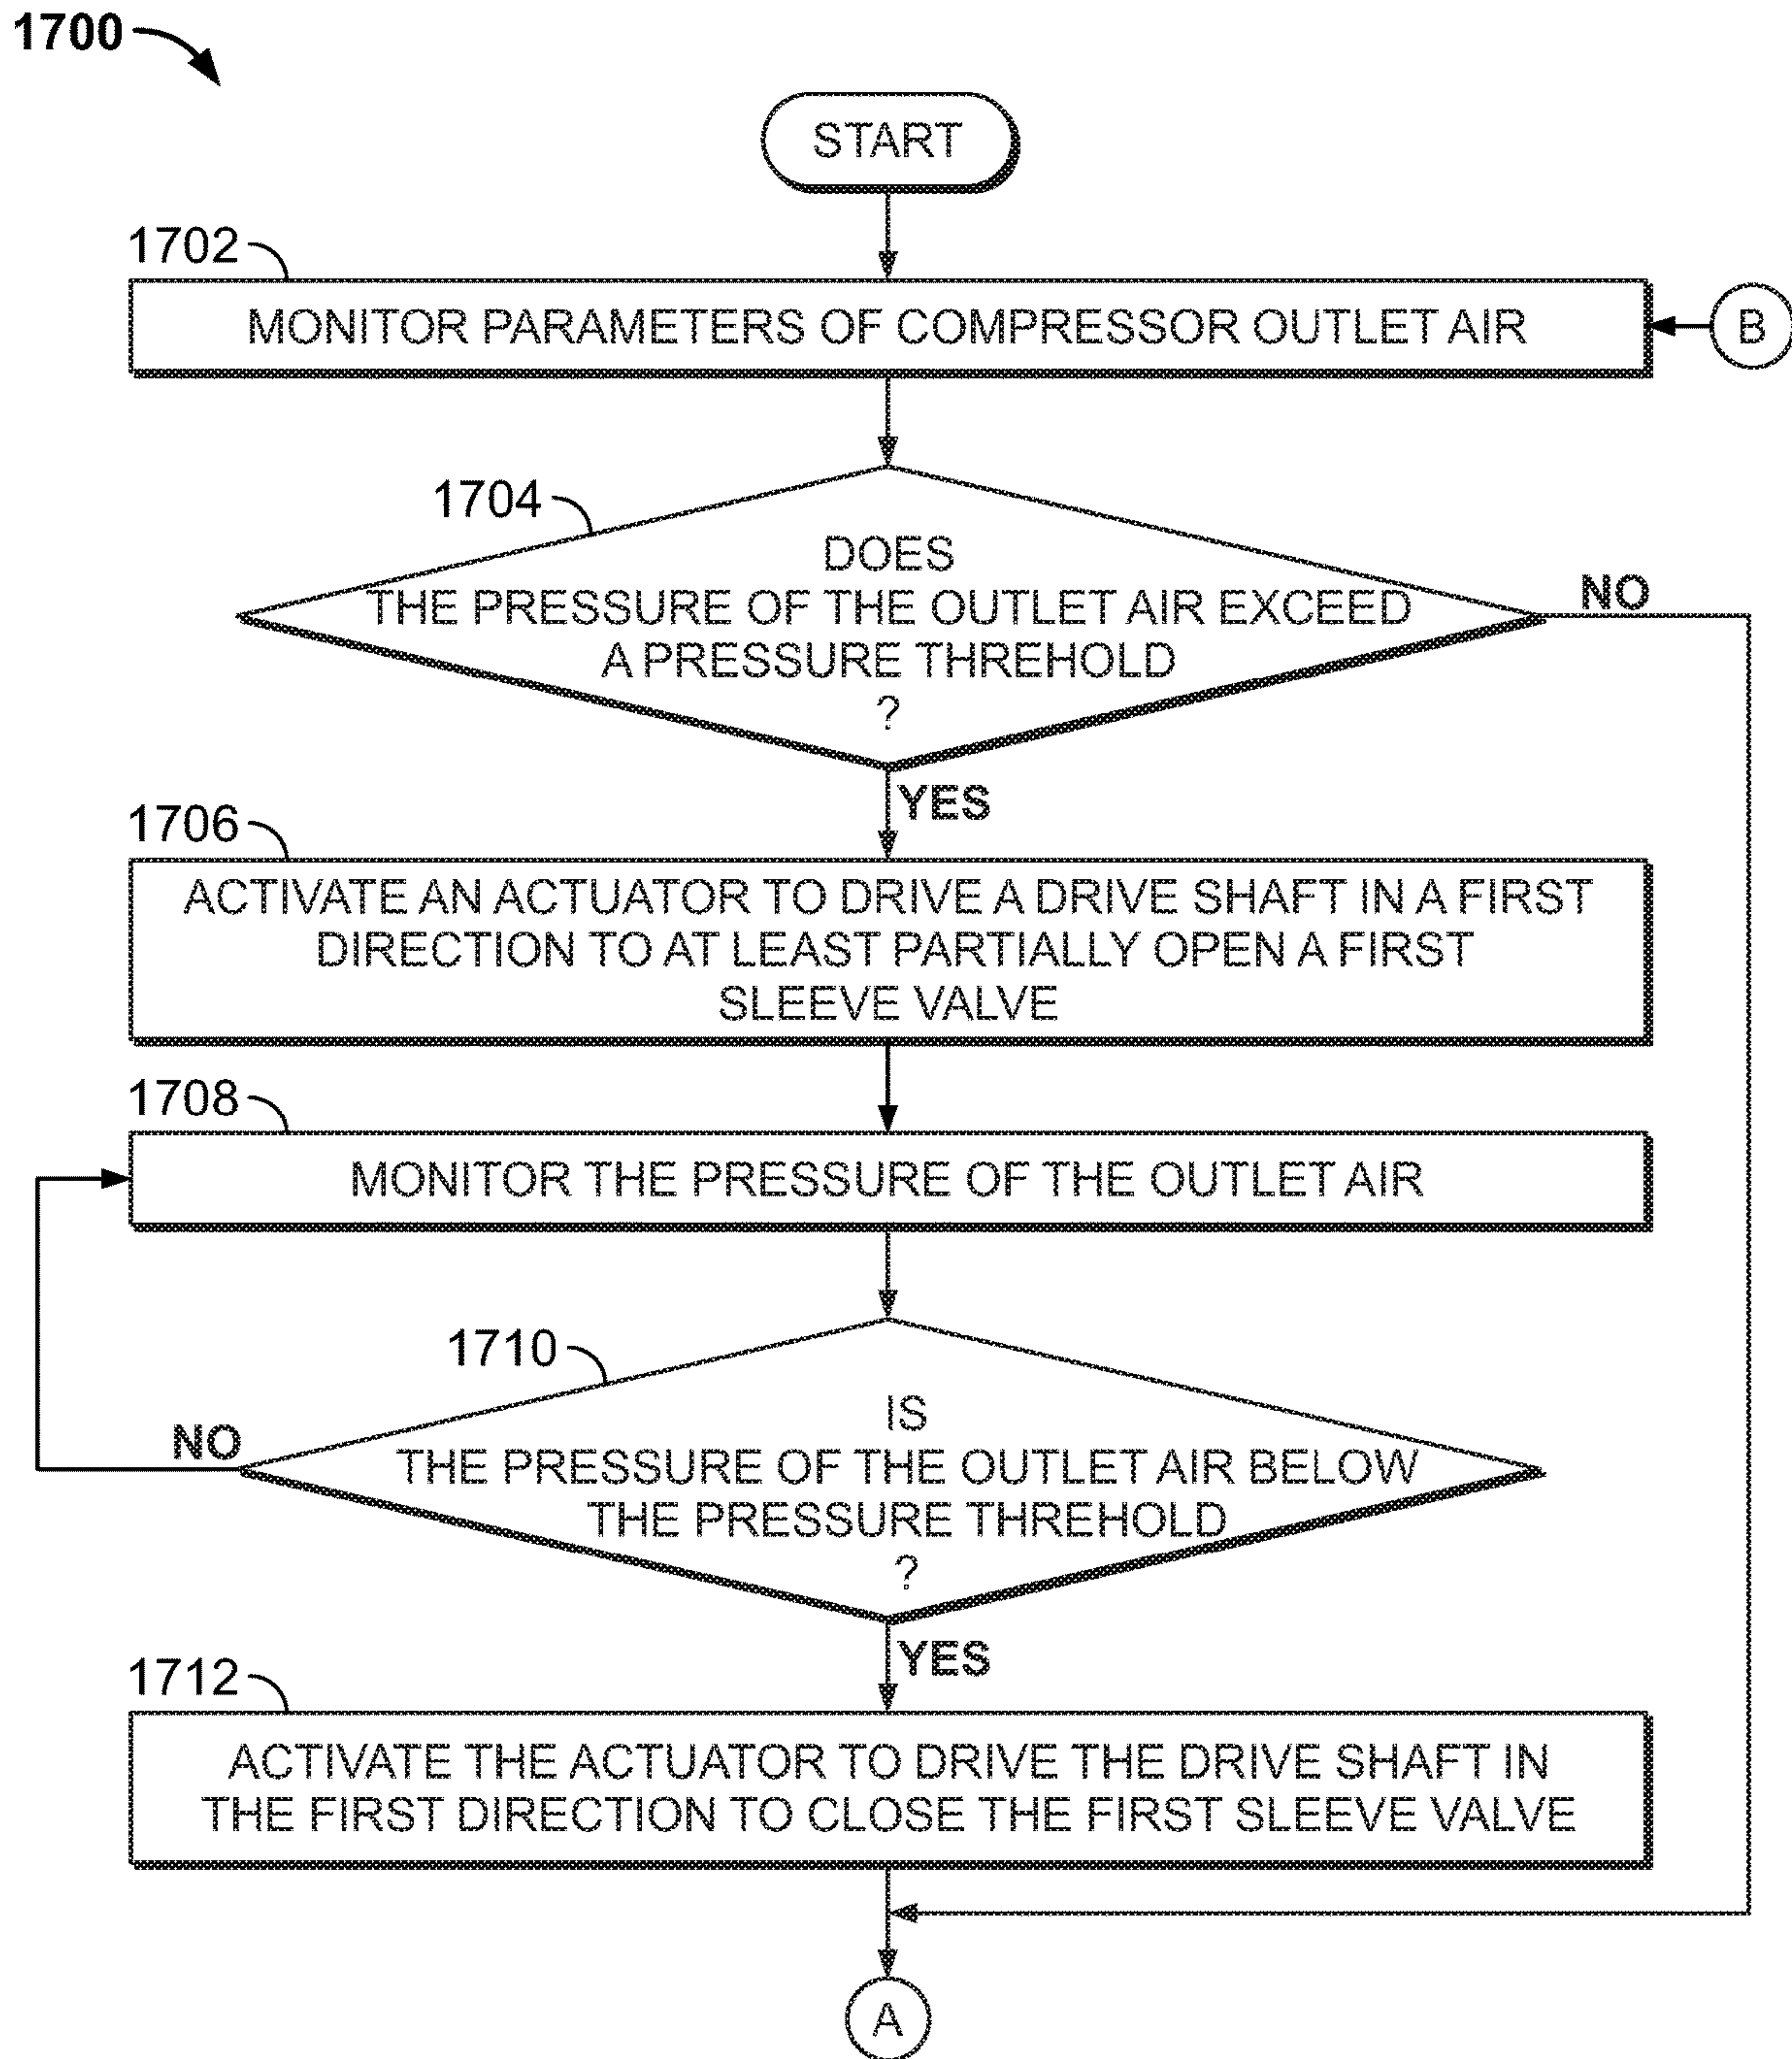 1700
START
1702
MONITOR PARAMETERS OF COMPRESSOR OUTLET AIR
B
1704
DOES
THE PRESSURE OF THE OUTLET AIR EXCEED
A PRESSURE THREHOLD
?
NO
YES
1706
ACTIVATE AN ACTUATOR TO DRIVE A DRIVE SHAFT IN A FIRST
DIRECTION TO AT LEAST PARTIALLY OPEN A FIRST
SLEEVE VALVE
1708
MONITOR THE PRESSURE OF THE OUTLET AIR
1710
IS
THE PRESSURE OF THE OUTLET AIR BELOW
THE PRESSURE THREHOLD
?
NO
YES
1712
ACTIVATE THE ACTUATOR TO DRIVE THE DRIVE SHAFT IN
THE FIRST DIRECTION TO CLOSE THE FIRST SLEEVE VALVE
A